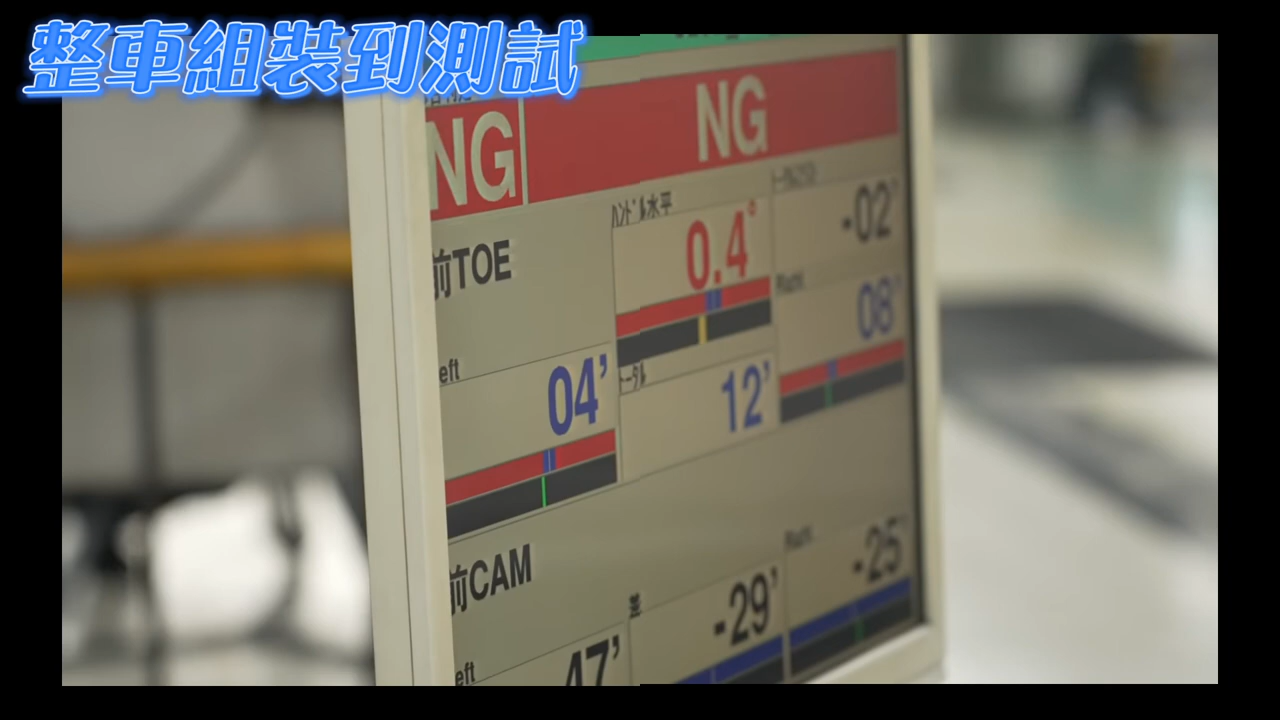 整車組裝到測試
NG NG
ﾊﾝﾄﾞﾙ水平
前TOE 0.4° -02'
08'
eft
04' ﾄｰﾀﾙ 12'
前CAM
-25'
-29'
eft 47'